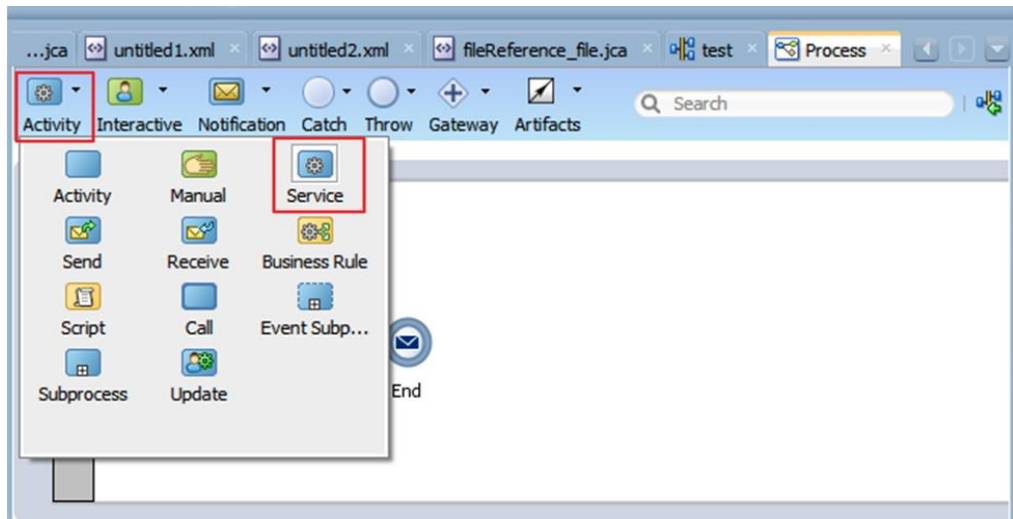 ...jca untitled1.xml untitled2.xml fileReference_file.jca test Process
Activity Interactive Notification Catch Throw Gateway Artifacts
Search
Activity Manual Service
Send Receive Business Rule
Script Call Event Subp...
Subprocess Update
End